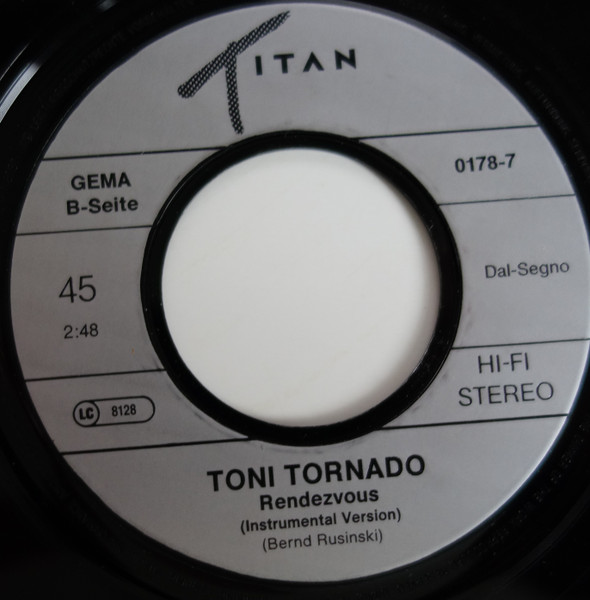 TITAN
GEMA
B-Seite
0178-7
45
2:48
Dal-Segno
LC 8128
HI-FI
STEREO
TONI TORNADO
Rendezvous
(Instrumental Version)
(Bernd Rusinski)